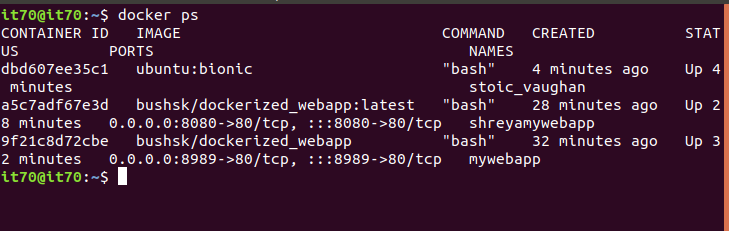 it70@it70:~$ docker ps
CONTAINER ID   IMAGE                             COMMAND   CREATED          STAT
US          PORTS                                   NAMES
dbd607ee35c1   ubuntu:bionic                     "bash"    4 minutes ago    Up 4
 minutes                                            stoic_vaughan
a5c7adf67e3d   bushsk/dockerized_webapp:latest   "bash"    28 minutes ago   Up 2
8 minutes   0.0.0.0:8080->80/tcp, :::8080->80/tcp   shreyamywebapp
9f21c8d72cbe   bushsk/dockerized_webapp          "bash"    32 minutes ago   Up 3
2 minutes   0.0.0.0:8989->80/tcp, :::8989->80/tcp   mywebapp
it70@it70:~$